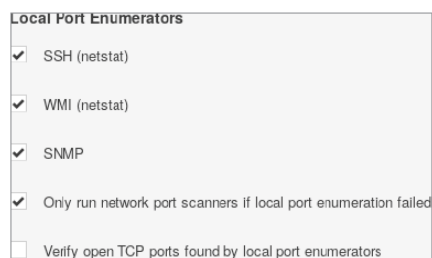 Local Port Enumerators
SSH (netstat)
WMI (netstat)
SNMP
Only run network port scanners if local port enumeration failed
Verify open TCP ports found by local port enumerators